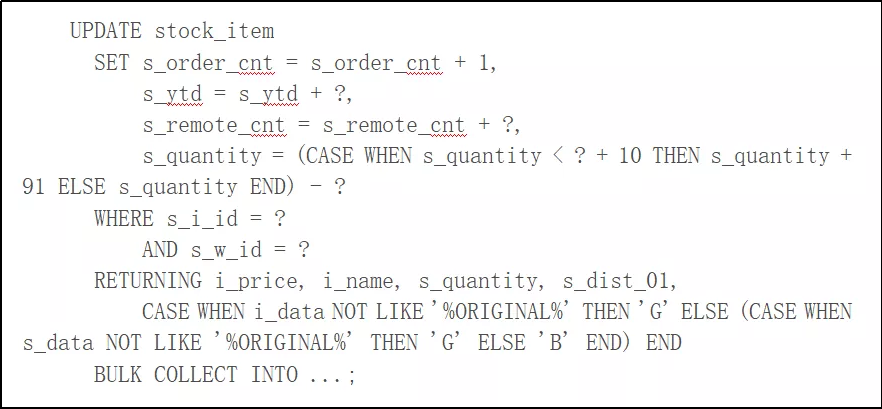 UPDATE stock_item
SET s_order_cnt = s_order_cnt + 1,
s_ytd = s_ytd + ?,
s_remote_cnt = s_remote_cnt + ?,
s_quantity = (CASE WHEN s_quantity < ? + 10 THEN s_quantity +
91 ELSE s_quantity END) - ?
WHERE s_i_id = ?
AND s_w_id = ?
RETURNING i_price, i_name, s_quantity, s_dist_01,
CASE WHEN i_data NOT LIKE '%ORIGINAL%' THEN 'G' ELSE (CASE WHEN
s_data NOT LIKE '%ORIGINAL%' THEN 'G' ELSE 'B' END) END
BULK COLLECT INTO ...;